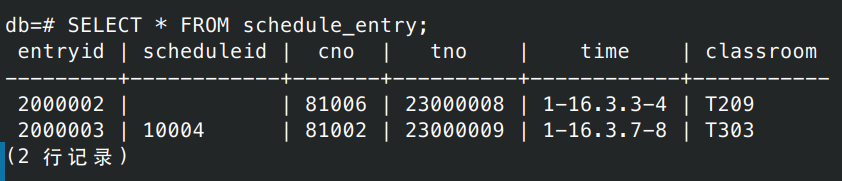 db=# SELECT * FROM schedule_entry;
 entryid | scheduleid |  cno  |   tno    |    time    | classroom
---------+------------+-------+----------+------------+-----------
 2000002 |            | 81006 | 23000008 | 1-16.3.3-4 | T209
 2000003 | 10004      | 81002 | 23000009 | 1-16.3.7-8 | T303
(2 行记录)